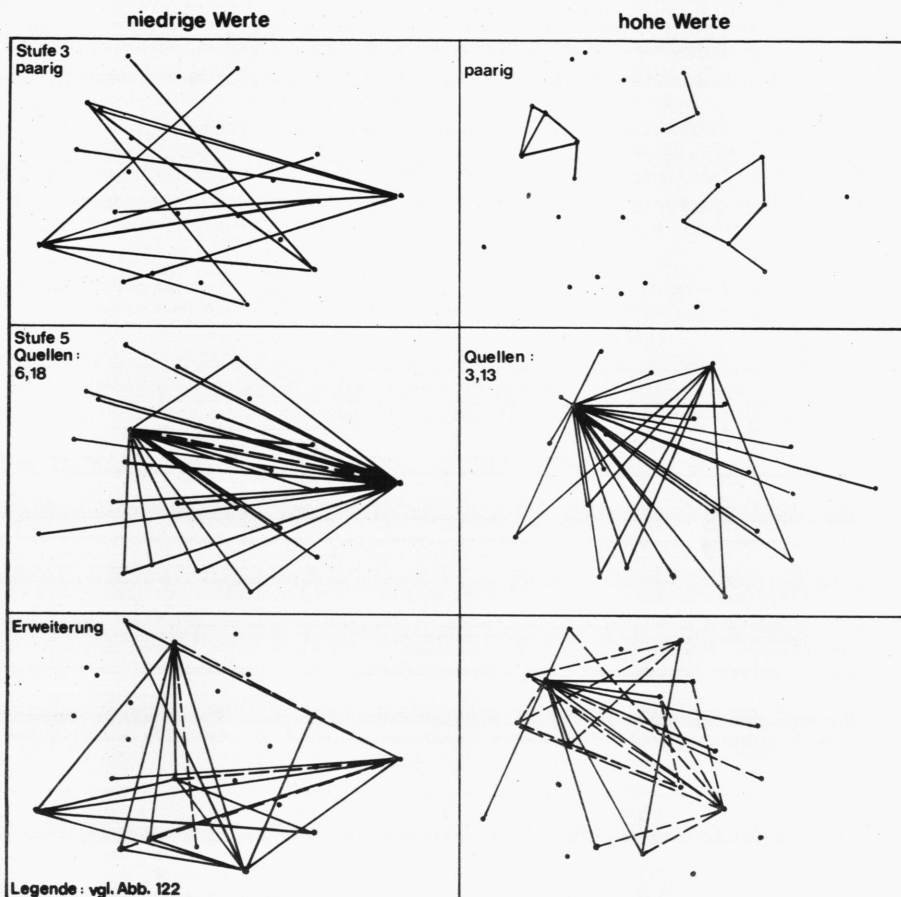 niedrige Werte
hohe Werte
Stufe 3
paarig
paarig
Stufe 5
Quellen :
6,18
Quellen :
3,13
Erweiterung
Legende : vgl. Abb. 122